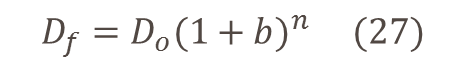 D_f = D_o(1 + b)^n (27)